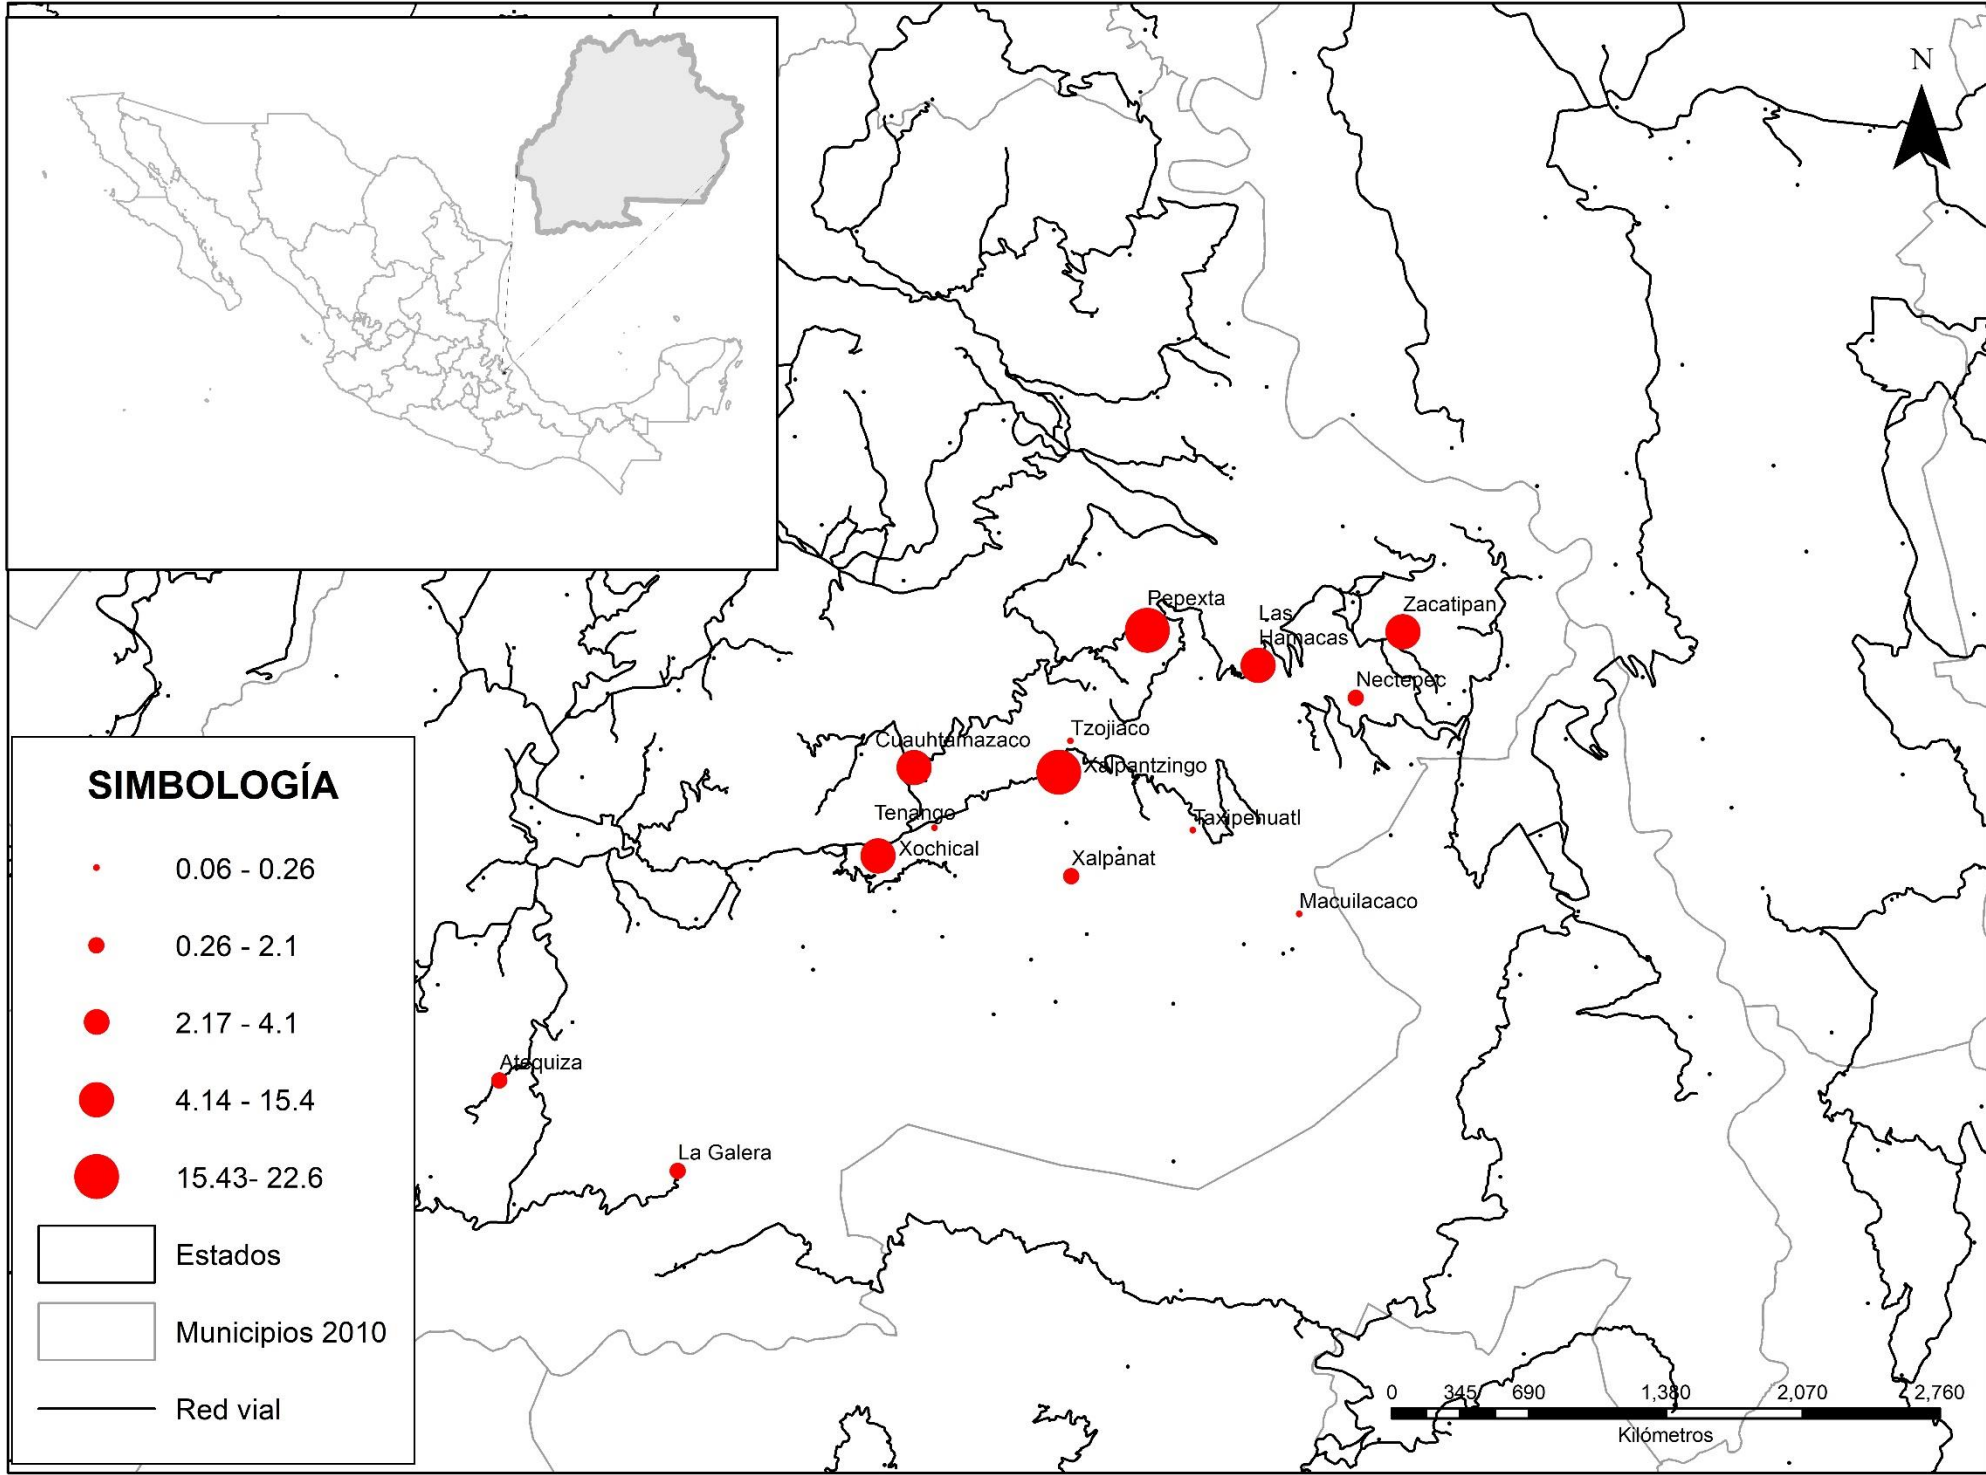 N
Pepexta
Las
Hamacas
Zacatipan
Nectepec
Tzojiaco
Cuauhtamazaco
Xalpantzingo
Tenango
Taxipehuatl
Xochical
Xalpanat
Macuilacaco
Atequiza
La Galera
SIMBOLOGÍA
0.06 - 0.26
0.26 - 2.1
2.17 - 4.1
4.14 - 15.4
15.43- 22.6
Estados
Municipios 2010
Red vial
0 345 690 1,380 2,070 2,760
Kilómetros